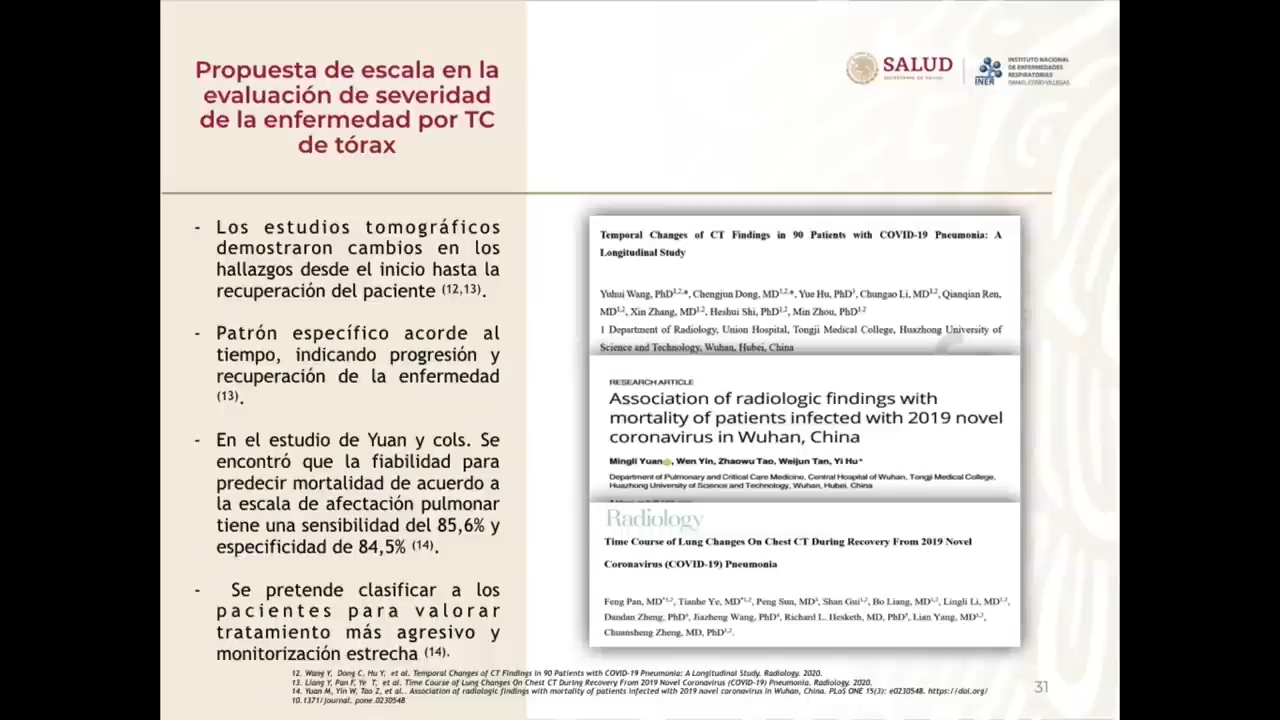 Propuesta de escala en la
evaluación de severidad
de la enfermedad por TC
de tórax
SALUD
SECRETARÍA DE SALUD
INER
INSTITUTO NACIONAL
DE ENFERMEDADES
RESPIRATORIAS
ISMAEL COSÍO VILLEGAS
- Los estudios tomográficos
demostraron cambios en los
hallazgos desde el inicio hasta la
recuperación del paciente (12,13).
- Patrón específico acorde al
tiempo, indicando progresión y
recuperación de la enfermedad
(13).
- En el estudio de Yuan y cols. Se
encontró que la fiabilidad para
predecir mortalidad de acuerdo a
la escala de afectación pulmonar
tiene una sensibilidad del 85,6% y
especificidad de 84,5% (14).
- Se pretende clasificar a los
pacientes para valorar
tratamiento más agresivo y
monitorización estrecha (14).
Temporal Changes of CT Findings in 90 Patients with COVID-19 Pneumonia: A
Longitudinal Study
Yuhui Wang, PhD1,2,*, Chengjun Dong, MD1,2,*, Yue Hu, PhD1, Chungao Li, MD1,2, Qianqian Ren,
MD1,2, Xin Zhang, MD1,2, Heshui Shi, PhD1,2, Min Zhou, PhD1,2
1 Department of Radiology, Union Hospital, Tongji Medical College, Huazhong University of
Science and Technology, Wuhan, Hubei, China
RESEARCH ARTICLE
Association of radiologic findings with
mortality of patients infected with 2019 novel
coronavirus in Wuhan, China
Mingli Yuan, Wen Yin, Zhaowu Tao, Weijun Tan, Yi Hu*
Department of Pulmonary and Critical Care Medicine, Central Hospital of Wuhan, Tongji Medical College,
Huazhong University of Science and Technology, Wuhan, Hubei, China
Radiology
Time Course of Lung Changes On Chest CT During Recovery From 2019 Novel
Coronavirus (COVID-19) Pneumonia
Feng Pan, MD*1,2, Tianhe Ye, MD*1,2, Peng Sun, MD3, Shan Gui1,2, Bo Liang, MD1,2, Lingli Li, MD1,2,
Dandan Zheng, PhD4, Jiazheng Wang, PhD4, Richard L. Hesketh, MD, PhD5, Lian Yang, MD1,2,
Chuansheng Zheng, MD, PhD1,2.
12. Wang Y, Dong C, Hu Y, et al. Temporal Changes of CT Findings in 90 Patients with COVID-19 Pneumonia: A Longitudinal Study. Radiology. 2020.
13. Liang Y, Pan F, Ye T, et al. Time Course of Lung Changes On Chest CT During Recovery From 2019 Novel Coronavirus (COVID-19) Pneumonia. Radiology. 2020.
14. Yuan M, Yin W, Tao Z, et al.. Association of radiologic findings with mortality of patients infected with 2019 novel coronavirus in Wuhan, China. PLoS ONE 15(3): e0230548. https://doi.org/
10.1371/journal. pone.0230548
31